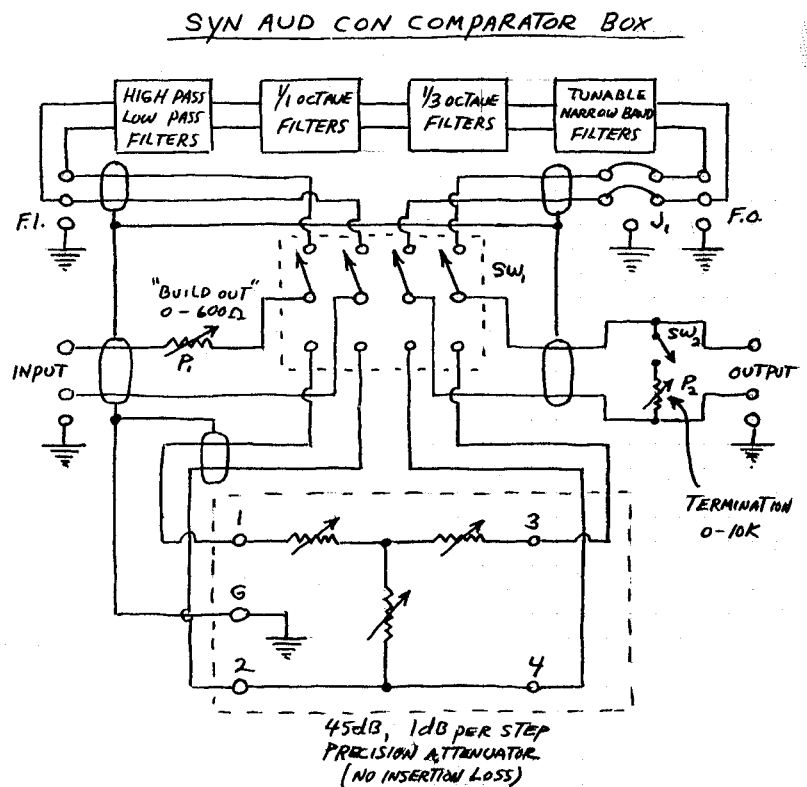 SYN AUD CON COMPARATOR BOX
HIGH PASS
LOW PASS
FILTERS
1/1 OCTAVE
FILTERS
1/3 OCTAVE
FILTERS
TUNABLE
NARROW BAND
FILTERS
F.I.
J1
F.O.
SW1
"BUILD OUT"
0-600Ω
P1
INPUT
SW2
P2
OUTPUT
TERMINATION
0-10K
1
3
G
2
4
45dB, 1dB PER STEP
PRECISION ATTENUATOR
(NO INSERTION LOSS)